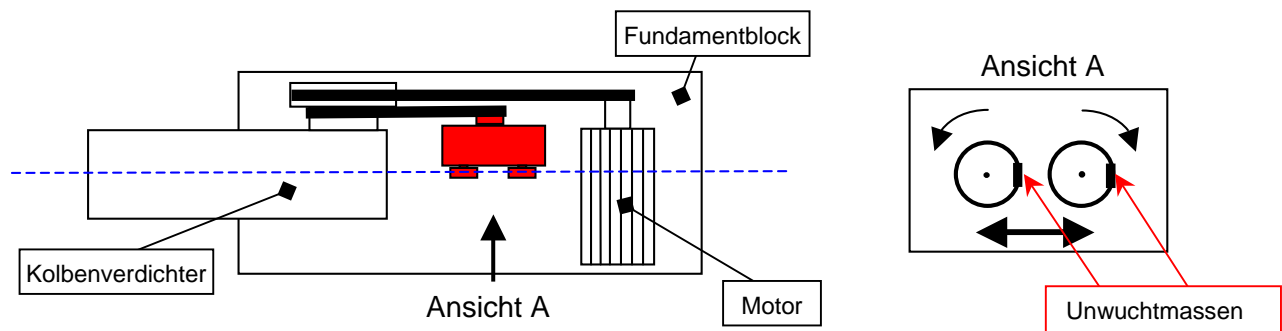 Fundamentblock
Ansicht A
Kolbenverdichter
Ansicht A
Motor
Unwuchtmassen